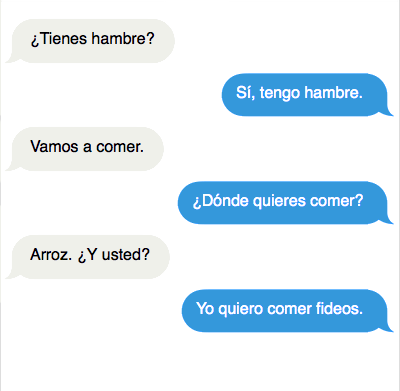 ¿Tienes hambre?
Sí, tengo hambre.
Vamos a comer.
¿Dónde quieres comer?
Arroz. ¿Y usted?
Yo quiero comer fideos.